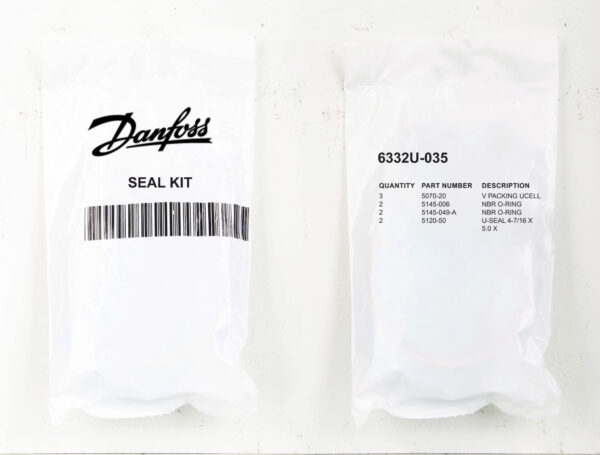 Danfoss
SEAL KIT
6332U-035
QUANTITY PART NUMBER DESCRIPTION
3 5070-20 V PACKING UCELL
2 5145-006 NBR O-RING
2 5145-049-A NBR O-RING
2 5120-50 U-SEAL 4-7/16 X
5.0 X